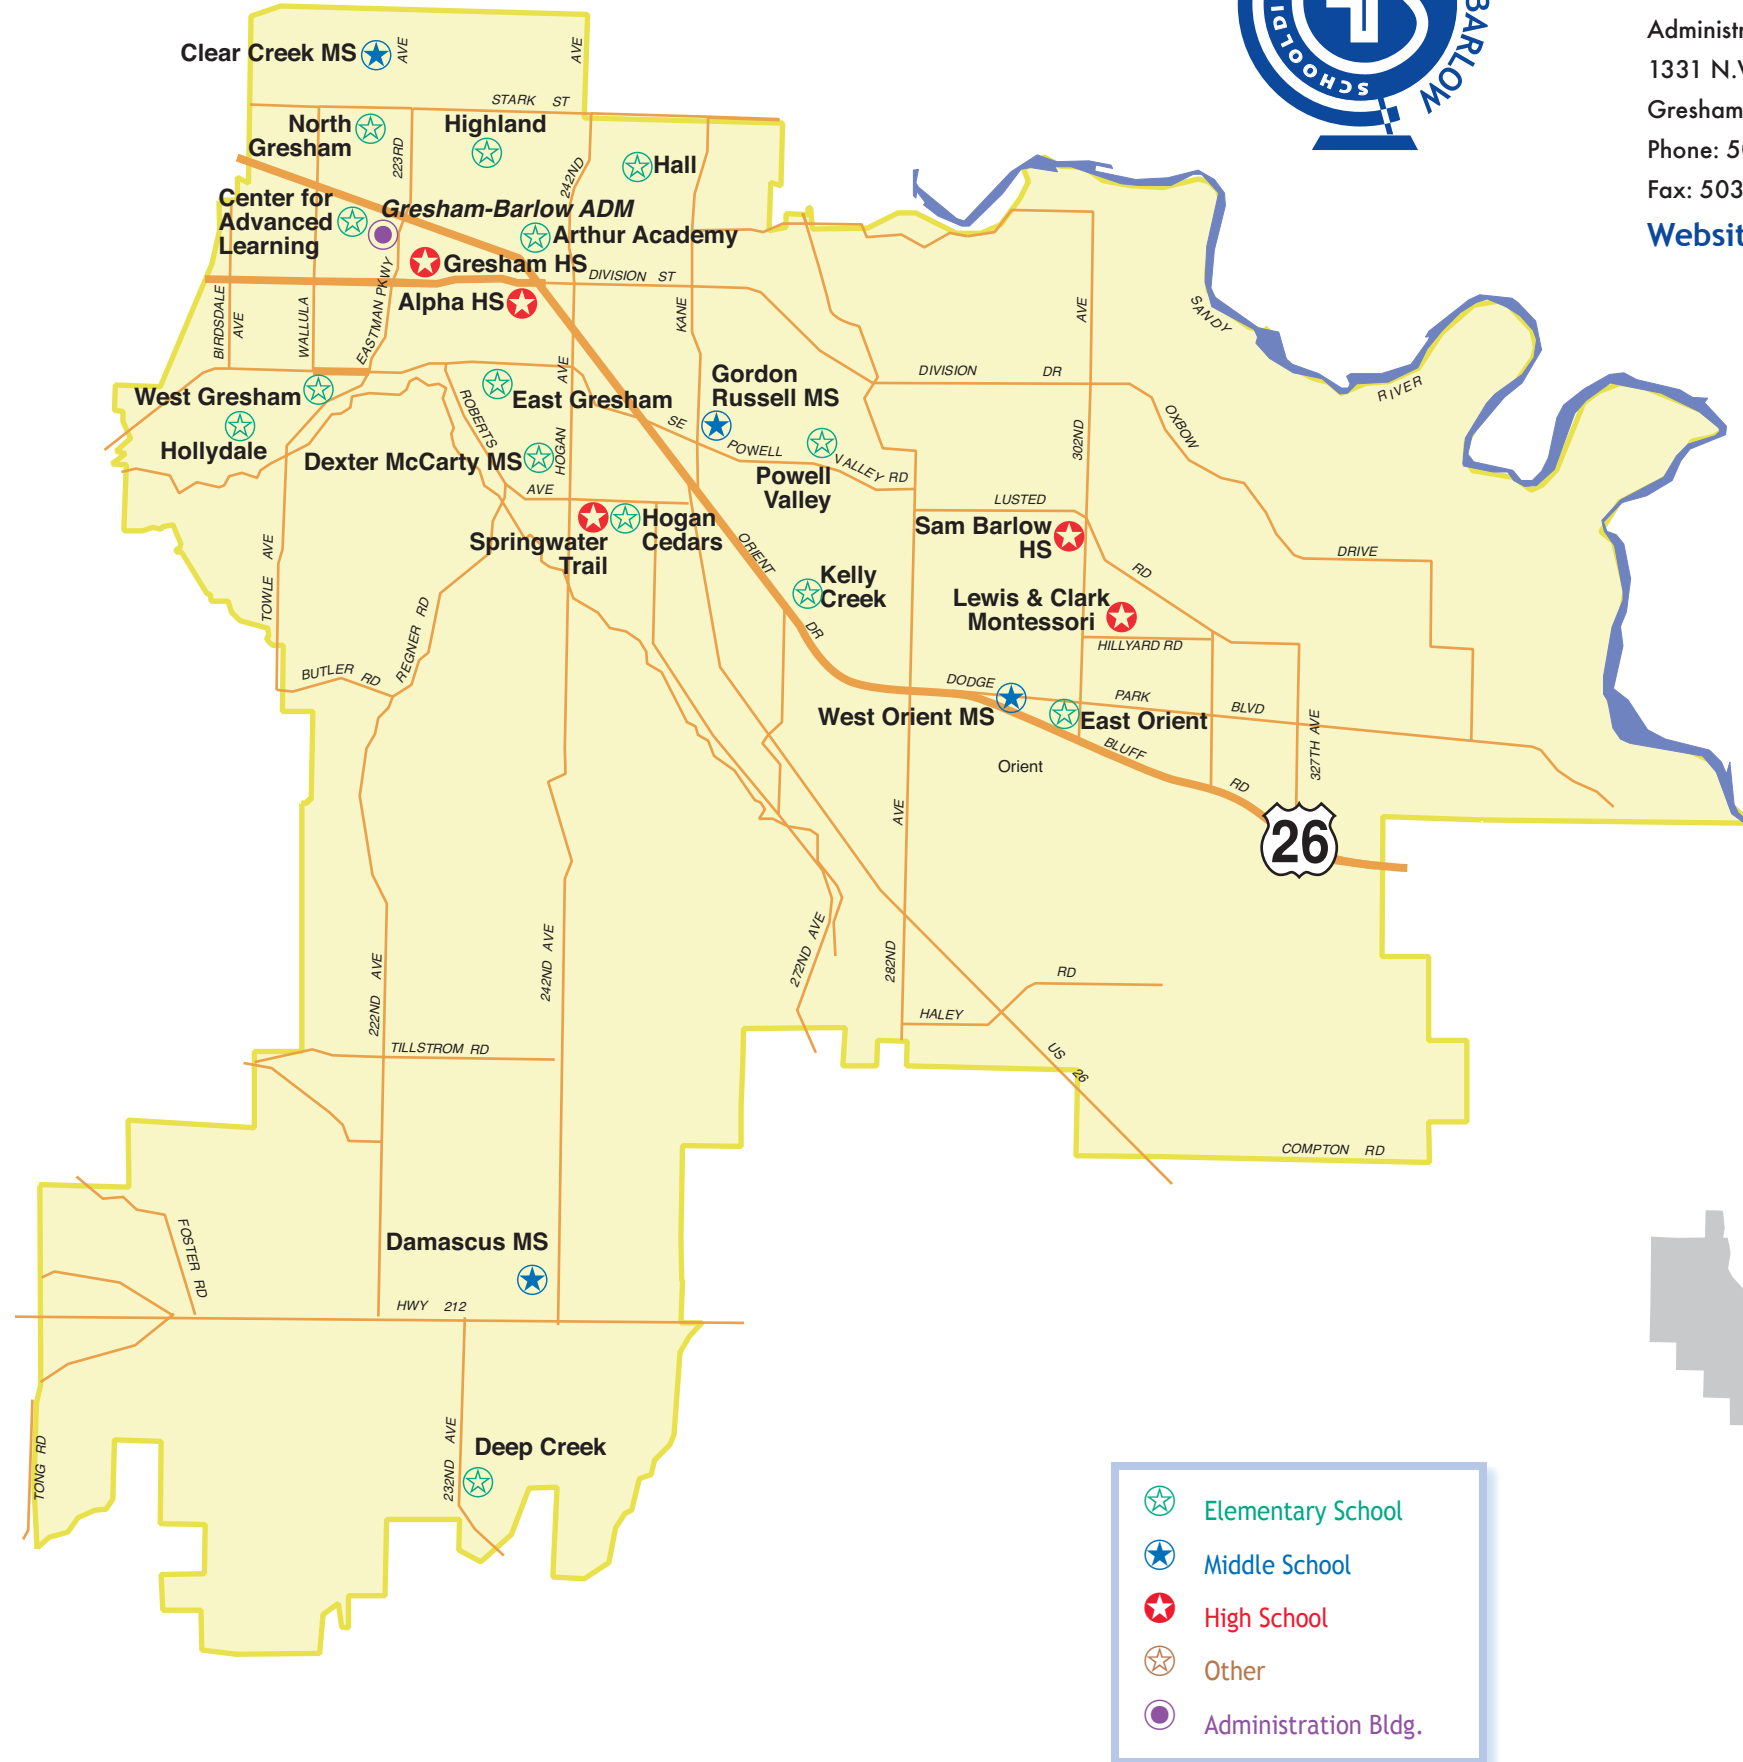 Clear Creek MS
AVE
AVE
STARK ST
North
Gresham
223RD
Highland
242ND
Hall
Center for
Advanced
Learning
Gresham-Barlow ADM
Arthur Academy
Gresham HS
Alpha HS
DIVISION ST
BIRDSDALE
AVE
WALLULA
EASTMAN PKWY
KANE
AVE
West Gresham
Hollydale
ROBERTS
East Gresham
AVE
HOGAN
Gordon
Russell MS
SE
POWELL
VALLEY RD
Powell
Valley
Dexter McCarty MS
AVE
Springwater
Trail
Hogan
Cedars
DIVISION DR
302ND
OXBOW
DRIVE
SANDY
RIVER
LUSTED
RD
Sam Barlow
HS
Lewis & Clark
Montessori
HILLYARD RD
ORIENT
DR
Kelly
Creek
TOWLE AVE
BUTLER RD
REGNER RD
DODGE
PARK
BLVD
West Orient MS
East Orient
Orient
BLUFF
RD
327TH AVE
26
AVE
282ND
272ND AVE
222ND AVE
242ND AVE
TILLSTROM RD
HALEY
RD
US 26
COMPTON RD
FOSTER RD
Damascus MS
HWY 212
TONG RD
232ND AVE
Deep Creek
BARLOW
SCHOOL DI
Administr
1331 N.W
Gresham
Phone: 50
Fax: 503
Websit
Elementary School
Middle School
High School
Other
Administration Bldg.